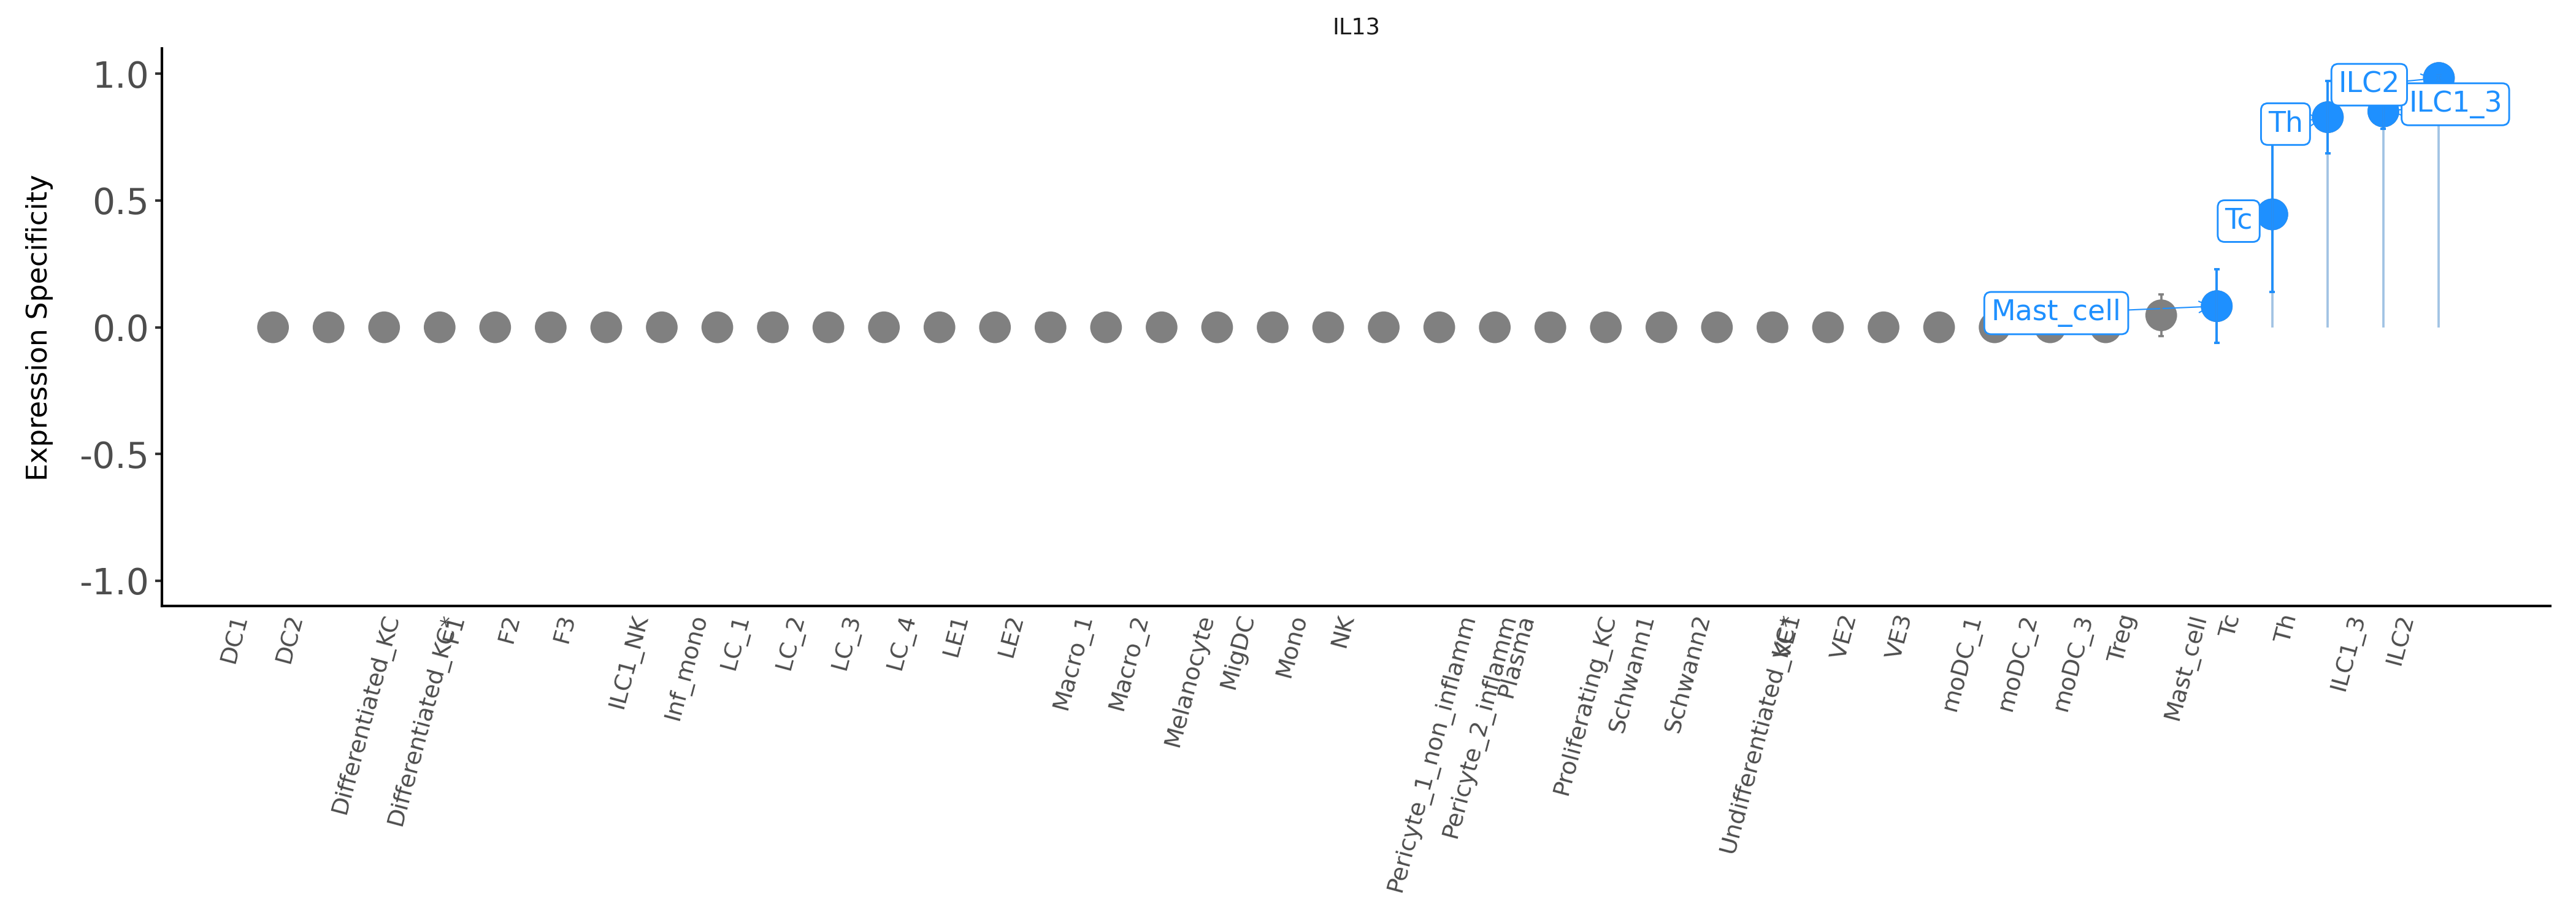 IL13
Expression Specificity
1.0
0.5
0.0
-0.5
-1.0
ILC2
ILC1_3
Th
Tc
Mast_cell
DC1
DC2
Differentiated_KC
Differentiated_KC*
F1
F2
F3
ILC1_NK
Inf_mono
LC_1
LC_2
LC_3
LC_4
LE1
LE2
Macro_1
Macro_2
Melanocyte
MigDC
Mono
NK
Pericyte_1_non_inflamm
Pericyte_2_inflamm
Plasma
Proliferating_KC
Schwann1
Schwann2
Undifferentiated_KC*
VE1
VE2
VE3
moDC_1
moDC_2
moDC_3
Treg
Mast_cell
Tc
Th
ILC1_3
ILC2